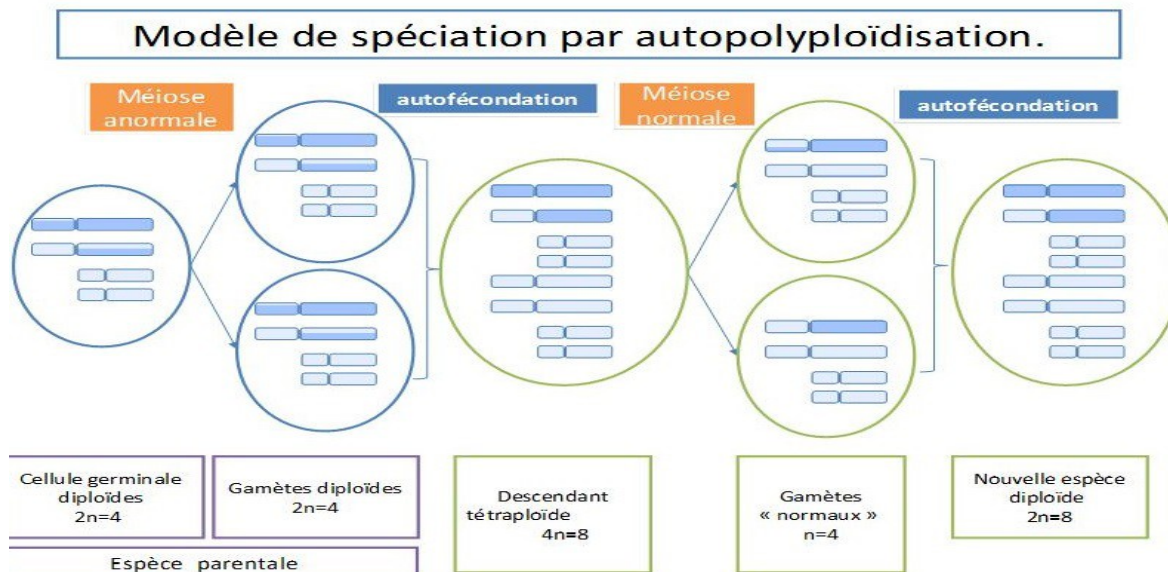 Modèle de spéciation par autopolyploïdisation.
Méiose
anormale
autofécondation
Méiose
normale
autofécondation
Cellule germinale
diploïdes
2n=4
Gamètes diploïdes
2n=4
Descendant
tétraploïde
4n=8
Gamètes
« normaux »
n=4
Nouvelle espèce
diploïde
2n=8
Espèce parentale